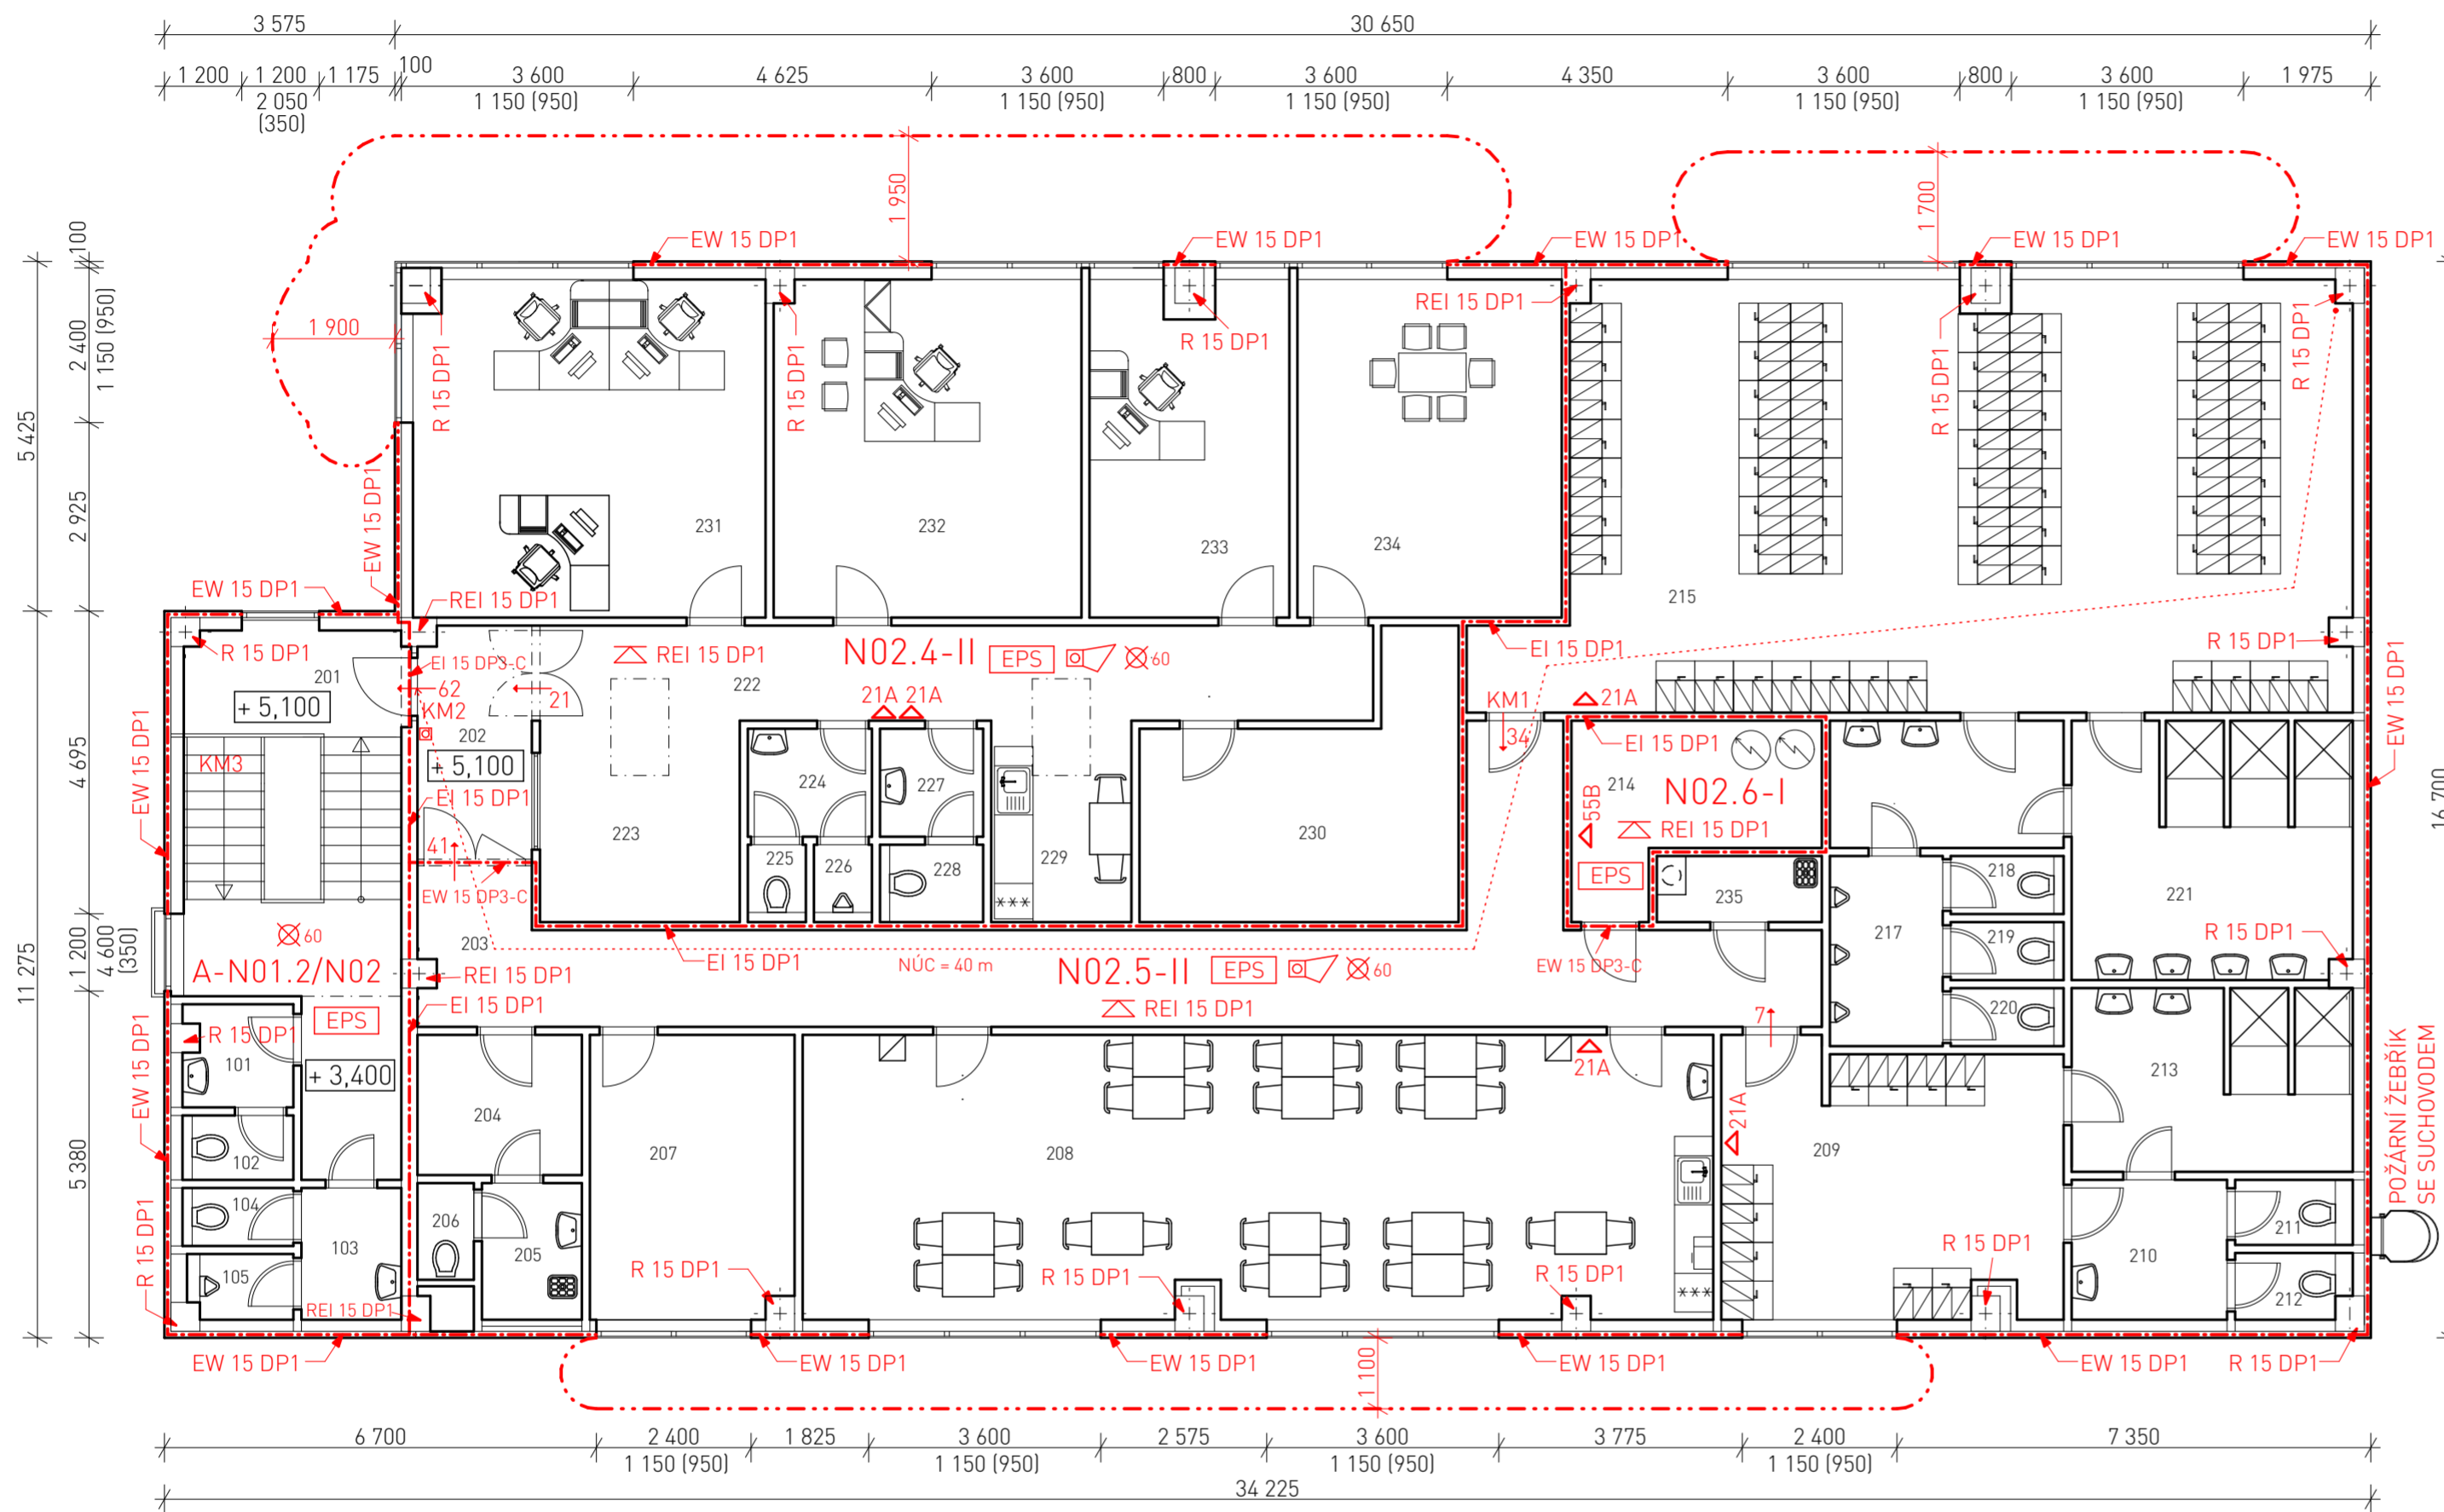 3 575
30 650
1 200
1 200
1 175
100
3 600
4 625
3 600
800
3 600
4 350
3 600
800
3 600
1 975
2 050
(350)
1 150 (950)
1 150 (950)
1 150 (950)
1 150 (950)
1 150 (950)
1 950
1 700
EW 15 DP1
EW 15 DP1
EW 15 DP1
EW 15 DP1
EW 15 DP1
100
2 400
1 150 (950)
5 425
2 925
1 900
R 15 DP1
R 15 DP1
R 15 DP1
REI 15 DP1
R 15 DP1
R 15 DP1
EW 15 DP1
231
232
233
234
215
EW 15 DP1
REI 15 DP1
R 15 DP1
201
+ 5,100
EI 15 DP3-C
62
21
KM2
202
+ 5,100
REI 15 DP1
N02.4-II
EPS
60
222
21A
21A
EI 15 DP1
KM1
34
21A
EI 15 DP1
R 15 DP1
EW 15 DP1
4 695
EW 15 DP1
KM3
EI 15 DP1
41
EW 15 DP3-C
223
224
225
226
227
228
229
***
230
214
N02.6-I
55B
REI 15 DP1
EPS
235
217
218
219
220
221
16 700
R 15 DP1
11 275
1 200
4 600
(350)
60
A-N01.2/N02
EPS
203
REI 15 DP1
EI 15 DP1
EI 15 DP1
NÚC = 40 m
N02.5-II
EPS
60
REI 15 DP1
EW 15 DP3-C
7
R 15 DP1
101
+ 3,400
EW 15 DP1
5 380
102
104
103
105
R 15 DP1
REI 15 DP1
204
206
205
207
208
R 15 DP1
R 15 DP1
R 15 DP1
21A
21A
***
209
R 15 DP1
213
210
211
212
POŽÁRNÍ ŽEBŘÍK
SE SUCHOVODEM
EW 15 DP1
EW 15 DP1
EW 15 DP1
EW 15 DP1
EW 15 DP1
R 15 DP1
1 100
6 700
2 400
1 825
3 600
2 575
3 600
3 775
2 400
7 350
1 150 (950)
1 150 (950)
1 150 (950)
1 150 (950)
34 225